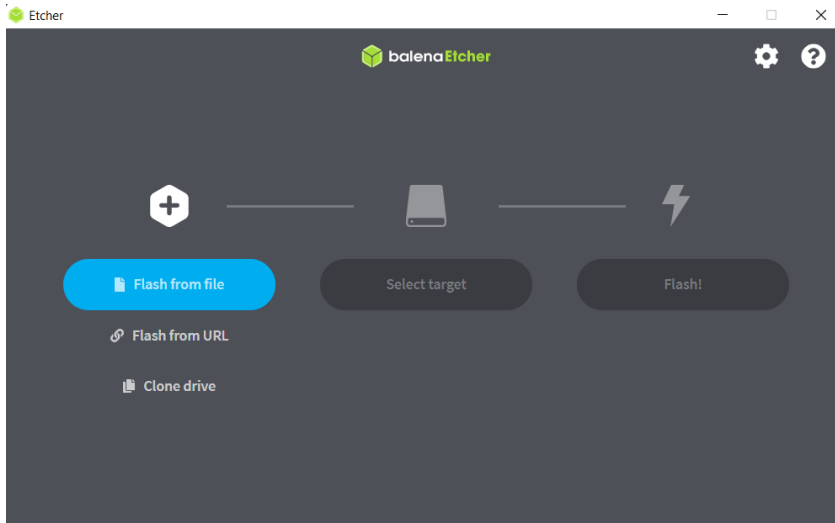 Etcher
balenaEtcher
Flash from file
Select target
Flash!
Flash from URL
Clone drive